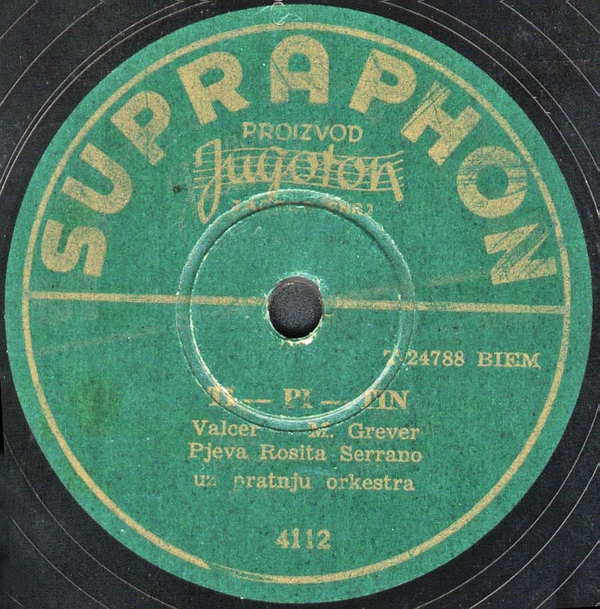 SUPRAPHON
PROIZVOD
Jugoton
T 24788 BIEM
TI — PI — TIN
Valcer M. Grever
Pjeva Rosita Serrano
uz pratnju orkestra
4112